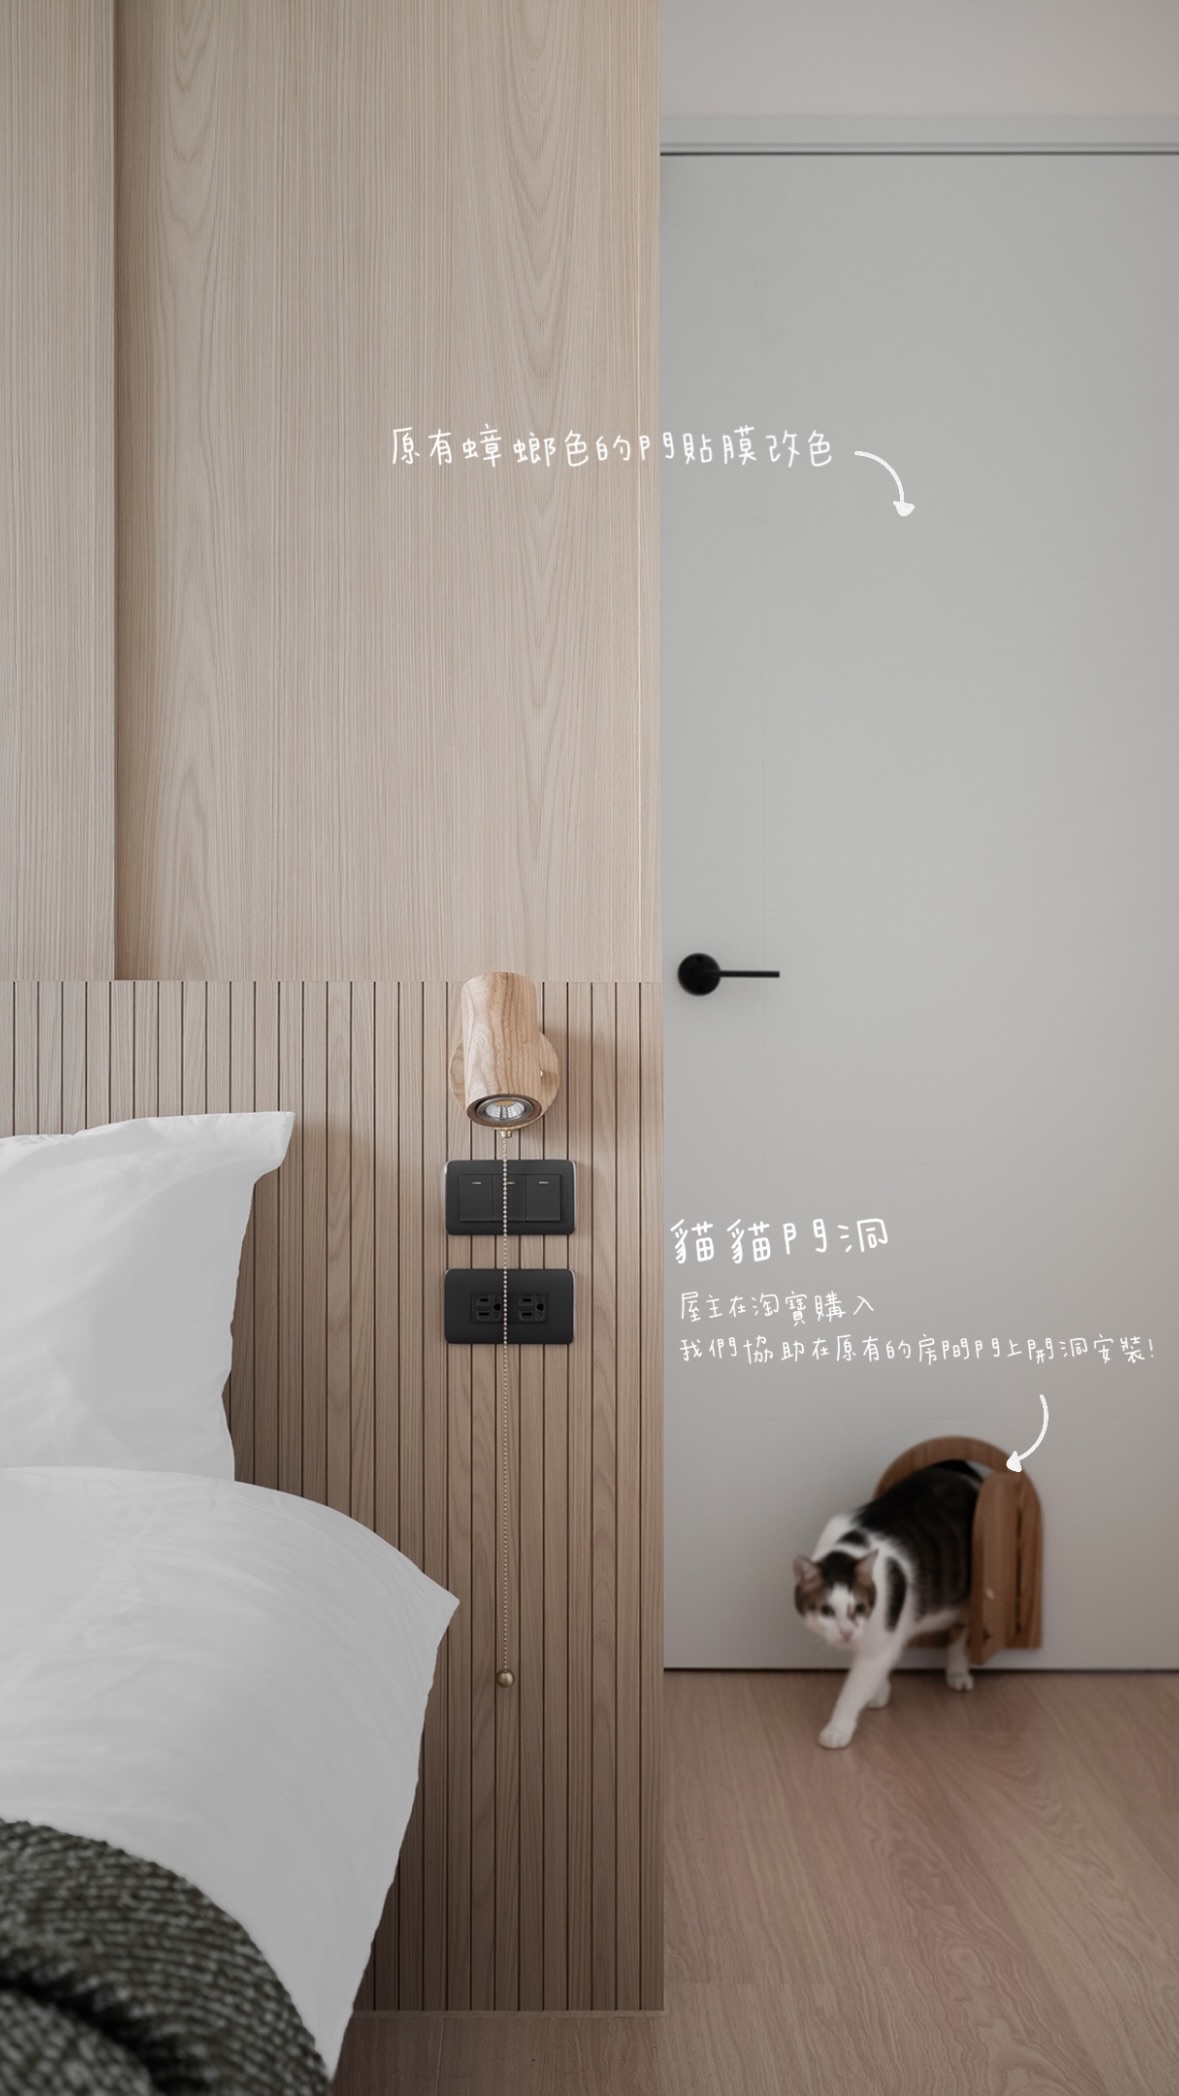 原有蟑螂色的門貼膜改色
貓貓門洞
屋主在淘寶購入
我們協助在原有的房間門上開洞安裝!